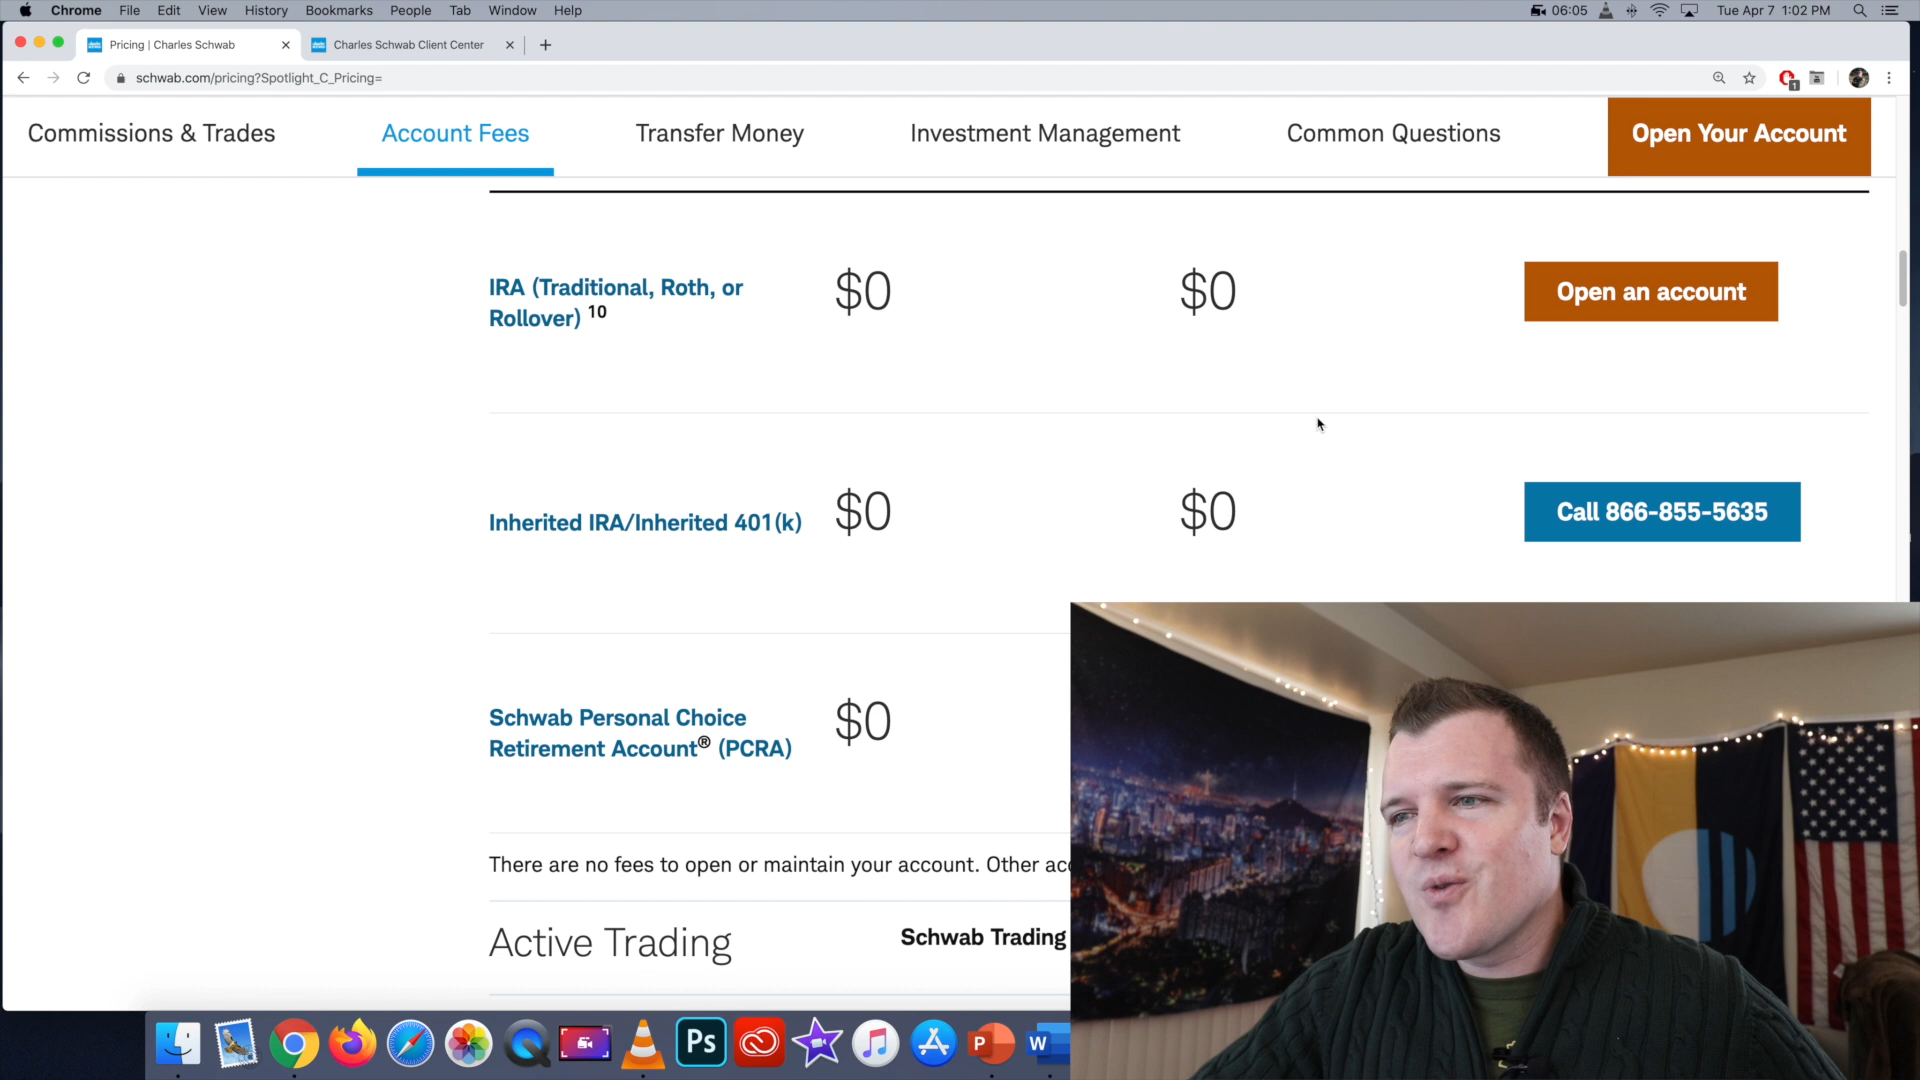 Chrome File Edit View History Bookmarks People Tab Window Help 06:05 Tue Apr 7 1:02 PM
Pricing | Charles Schwab Charles Schwab Client Center
schwab.com/pricing?Spotlight_C_Pricing= 1
Commissions & Trades Account Fees Transfer Money Investment Management Common Questions Open Your Account
IRA (Traditional, Roth, or
Rollover) 10 $0 $0 Open an account
Inherited IRA/Inherited 401(k) $0 $0 Call 866-855-5635
Schwab Personal Choice
Retirement Account® (PCRA) $0
There are no fees to open or maintain your account. Other acc
Active Trading Schwab Trading
Ps P W